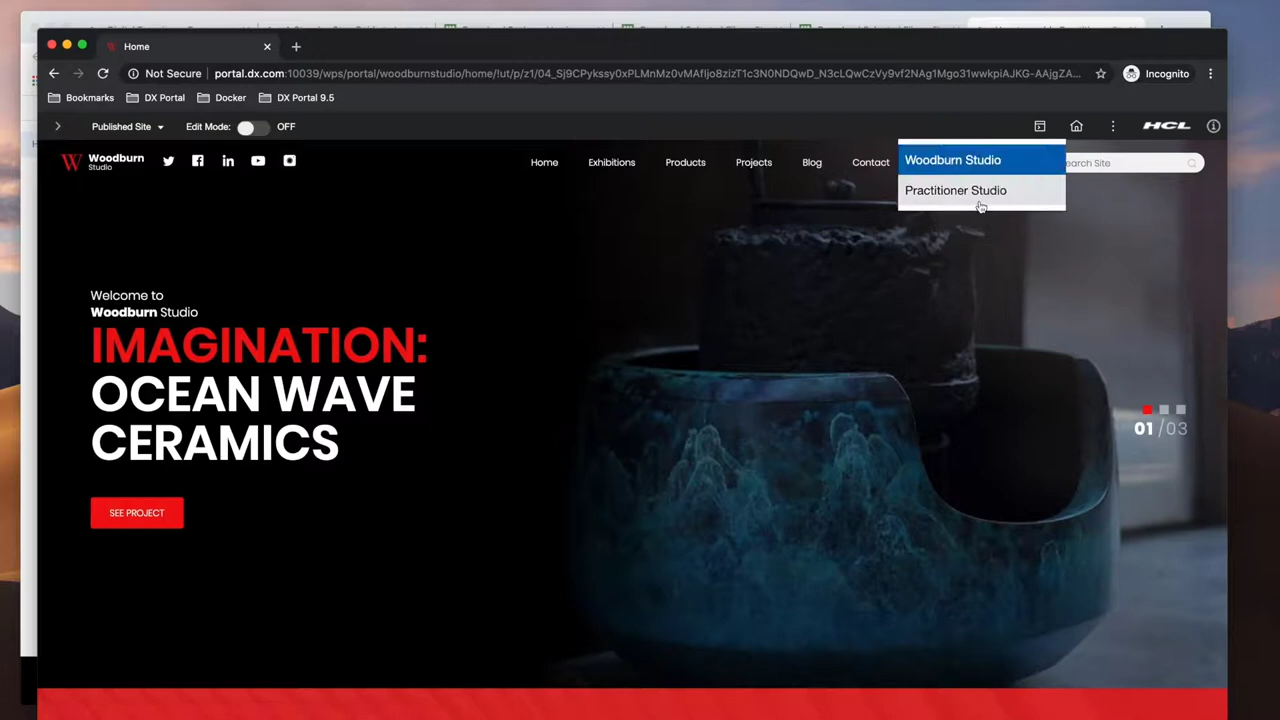 Home
Not Secure
portal.dx.com:10039/wps/portal/woodburnstudio/home/!ut/p/z1/04_Sj9CPykssy0xPLMnMz0vMAfIjo8zizT1c3N0NDQwD_N3cLQwCzVy9vf2NAg1Mgo31wwkpiAJKG-AAjgZA...
Incognito
Bookmarks
DX Portal
Docker
DX Portal 9.5
Published Site
Edit Mode:
OFF
HCL
Woodburn
Studio
Home
Exhibitions
Products
Projects
Blog
Contact
Woodburn Studio
Practitioner Studio
earch Site
Welcome to
Woodburn Studio
IMAGINATION:
OCEAN WAVE
CERAMICS
SEE PROJECT
01 /03